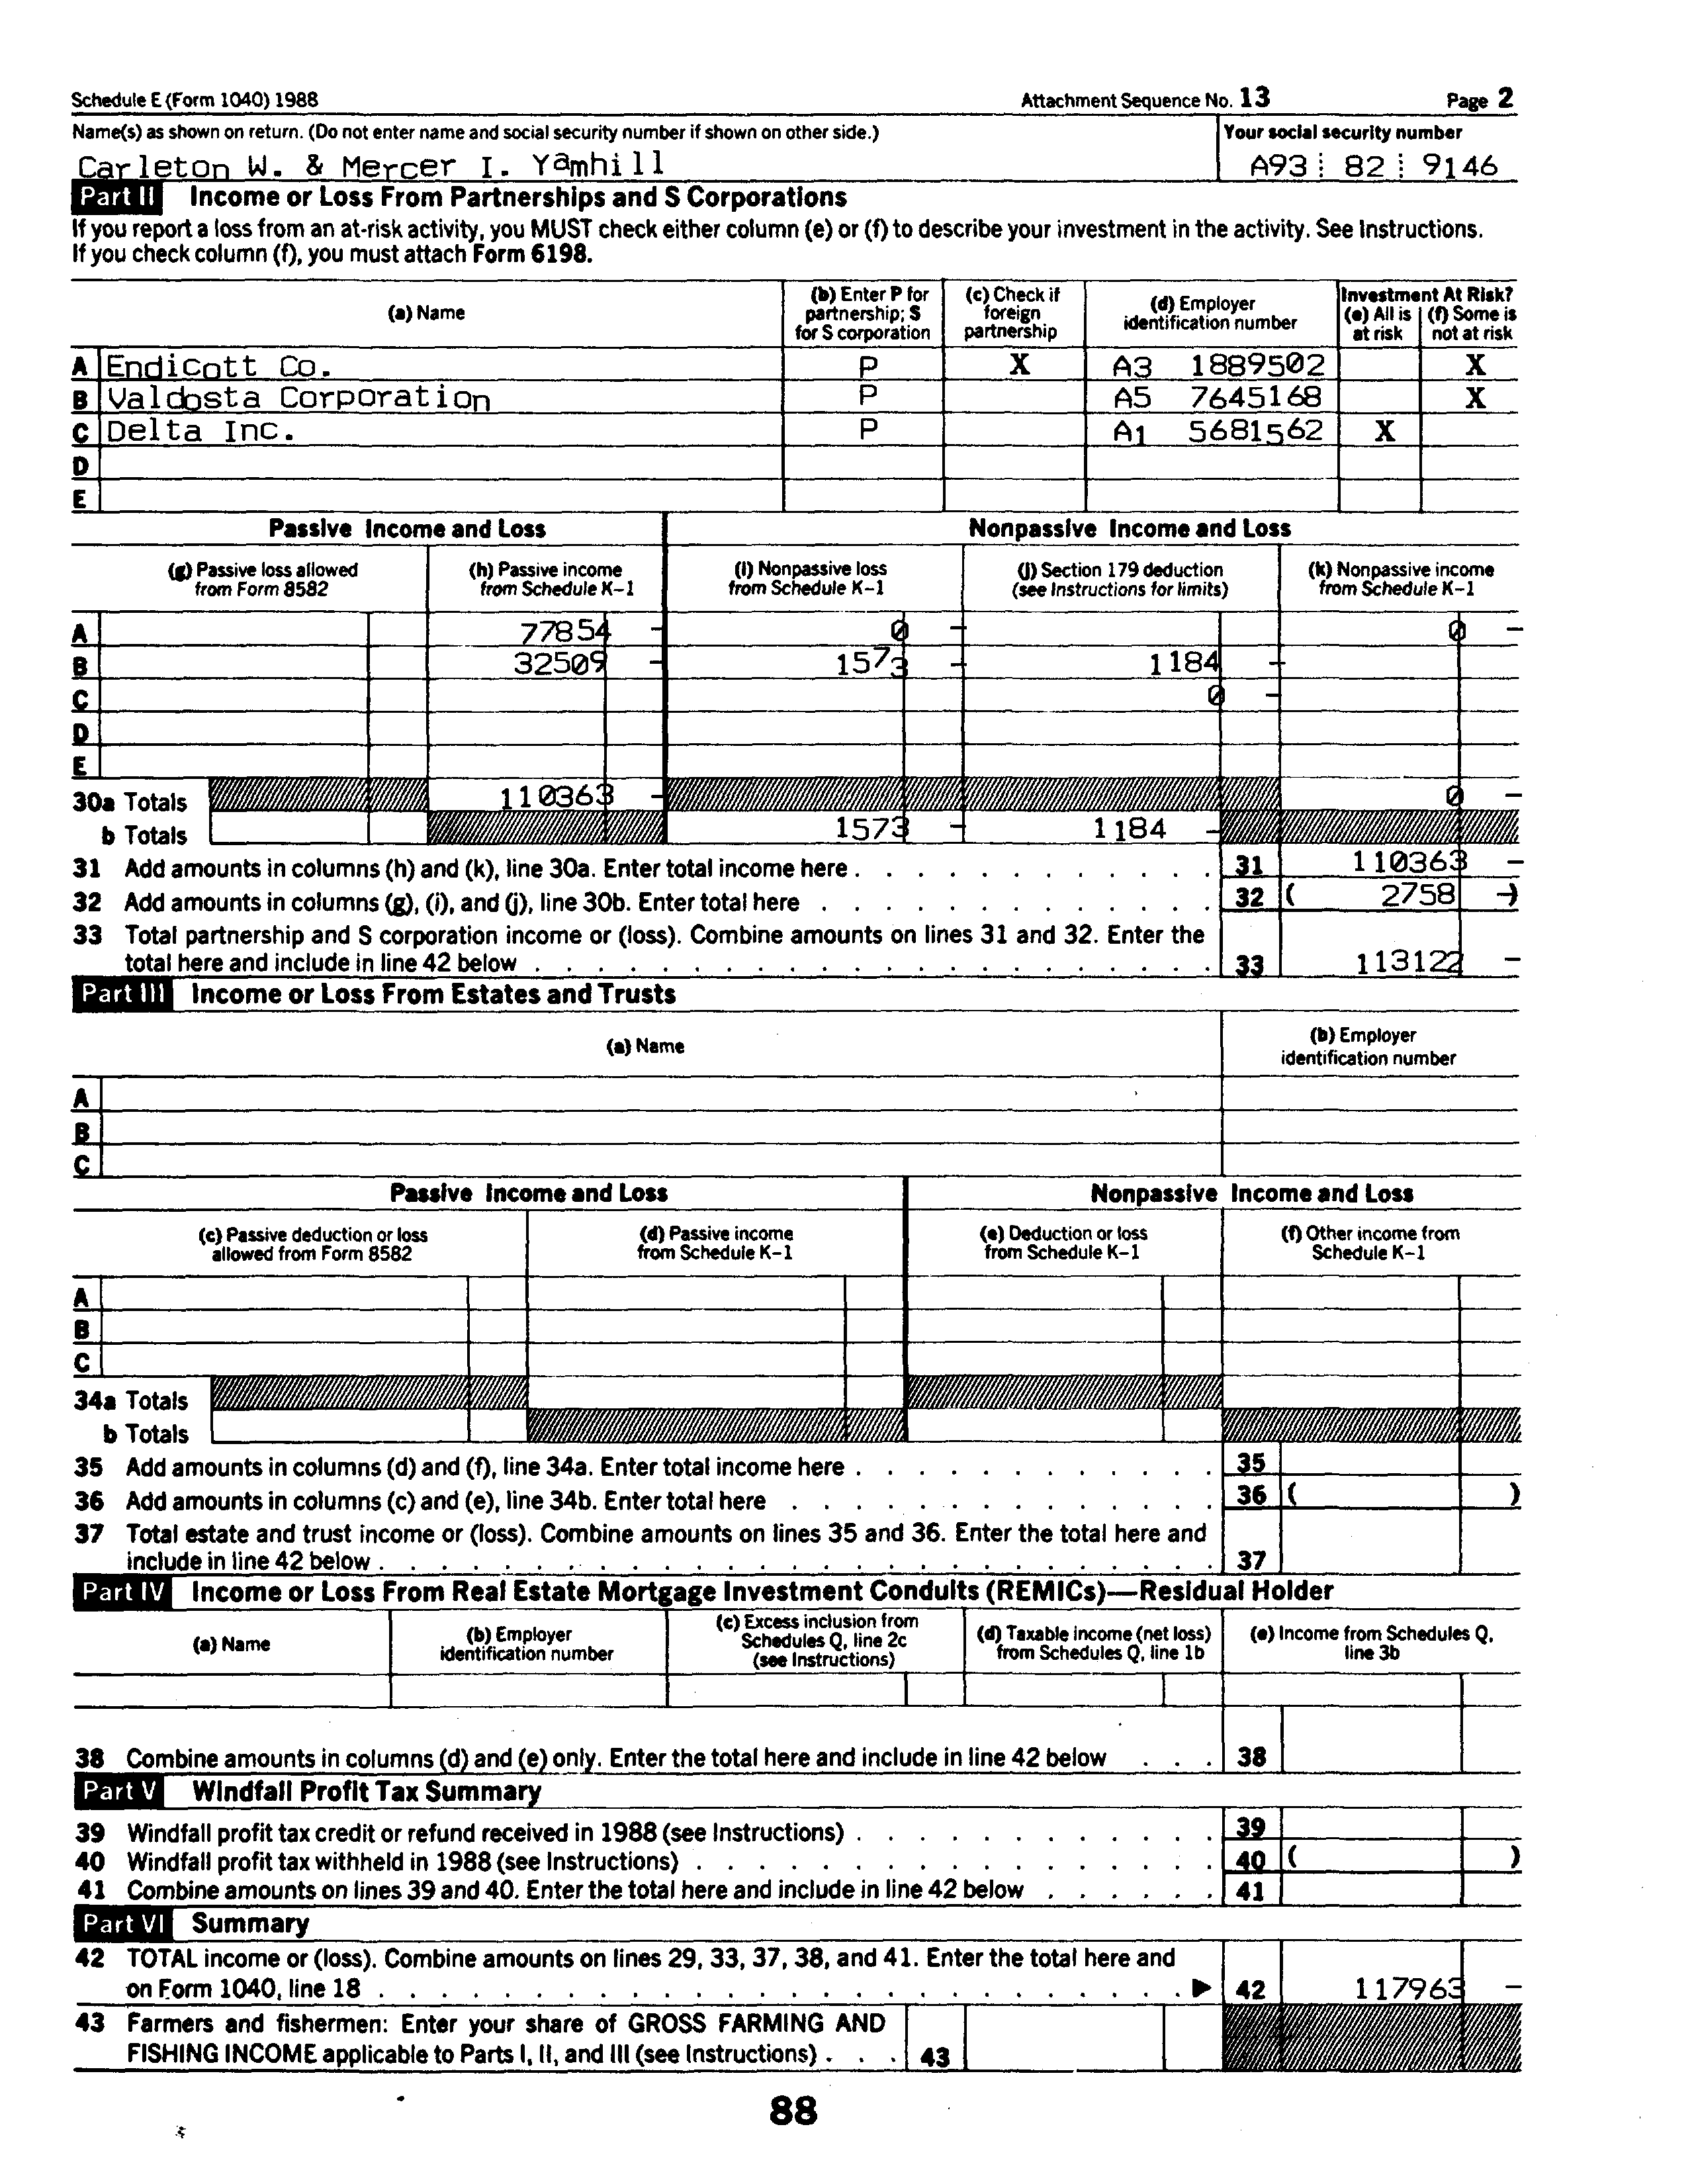 Schedule E (Form 1040) 1988 Attachment Sequence No. 13 Page 2
Name(s) as shown on return. (Do not enter name and social security number if shown on other side.) Your social security number
Carleton W. & Mercer I. Yamhill A93 82 9146
Part II Income or Loss From Partnerships and S Corporations
If you report a loss from an at-risk activity, you MUST check either column (e) or (f) to describe your investment in the activity. See Instructions.
If you check column (f), you must attach Form 6198.
(a) Name
(b) Enter P for partnership; S for S corporation
(c) Check if foreign partnership
(d) Employer identification number
Investment At Risk?
(e) All is at risk
(f) Some is not at risk
A Endicott Co. P X A3 1889502 X
B Valdosta Corporation P A5 7645168 X
C Delta Inc. P A1 5681562 X
D
E
Passive Income and Loss Nonpassive Income and Loss
(g) Passive loss allowed from Form 8582
(h) Passive income from Schedule K-1
(i) Nonpassive loss from Schedule K-1
(j) Section 179 deduction (see Instructions for limits)
(k) Nonpassive income from Schedule K-1
A 77854 - 0 - 0 -
B 32509 - 1573 - 1184 -
C 0 -
D
E
30a Totals 110363 - 0 -
b Totals 1573 - 1184 -
31 Add amounts in columns (h) and (k), line 30a. Enter total income here 31 110363 -
32 Add amounts in columns (g), (i), and (j), line 30b. Enter total here 32 ( 2758 -)
33 Total partnership and S corporation income or (loss). Combine amounts on lines 31 and 32. Enter the
total here and include in line 42 below 33 113122 -
Part III Income or Loss From Estates and Trusts
(a) Name
(b) Employer identification number
A
B
C
Passive Income and Loss Nonpassive Income and Loss
(c) Passive deduction or loss allowed from Form 8582
(d) Passive income from Schedule K-1
(e) Deduction or loss from Schedule K-1
(f) Other income from Schedule K-1
A
B
C
34a Totals
b Totals
35 Add amounts in columns (d) and (f), line 34a. Enter total income here 35
36 Add amounts in columns (c) and (e), line 34b. Enter total here 36 ( )
37 Total estate and trust income or (loss). Combine amounts on lines 35 and 36. Enter the total here and
include in line 42 below 37
Part IV Income or Loss From Real Estate Mortgage Investment Conduits (REMICs)—Residual Holder
(a) Name
(b) Employer identification number
(c) Excess inclusion from Schedules Q, line 2c (see Instructions)
(d) Taxable income (net loss) from Schedules Q, line 1b
(e) Income from Schedules Q, line 3b
38 Combine amounts in columns (d) and (e) only. Enter the total here and include in line 42 below 38
Part V Windfall Profit Tax Summary
39 Windfall profit tax credit or refund received in 1988 (see Instructions) 39
40 Windfall profit tax withheld in 1988 (see Instructions) 40 ( )
41 Combine amounts on lines 39 and 40. Enter the total here and include in line 42 below 41
Part VI Summary
42 TOTAL income or (loss). Combine amounts on lines 29, 33, 37, 38, and 41. Enter the total here and
on Form 1040, line 18 42 117963 -
43 Farmers and fishermen: Enter your share of GROSS FARMING AND
FISHING INCOME applicable to Parts I, II, and III (see Instructions) 43
88